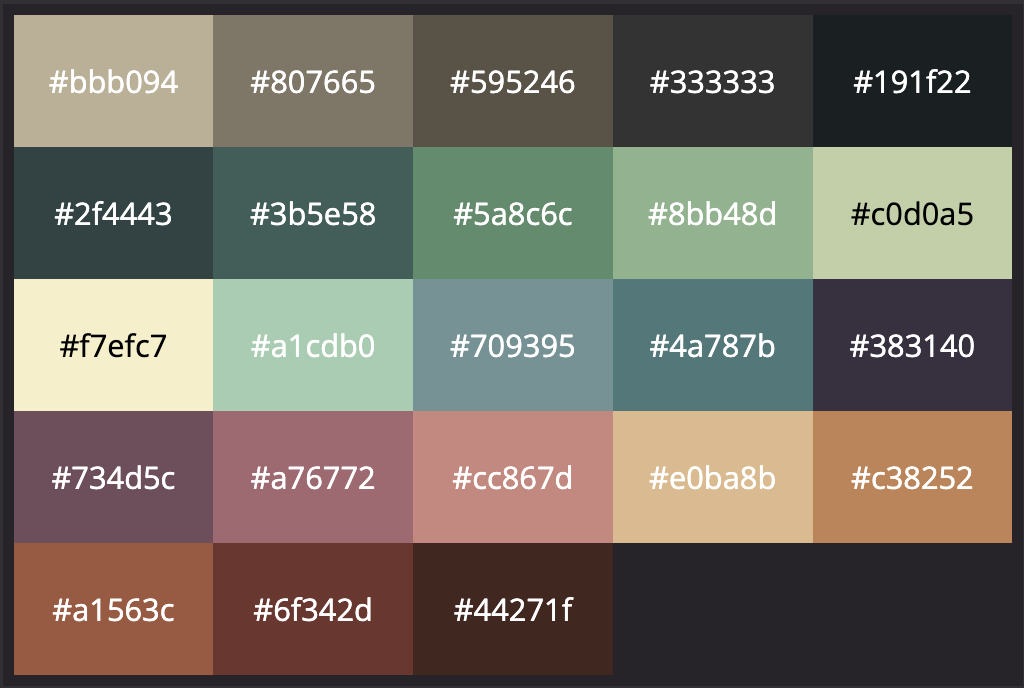 #bbb094 #807665 #595246 #333333 #191f22
#2f4443 #3b5e58 #5a8c6c #8bb48d #c0d0a5
#f7efc7 #a1cdb0 #709395 #4a787b #383140
#734d5c #a76772 #cc867d #e0ba8b #c38252
#a1563c #6f342d #44271f